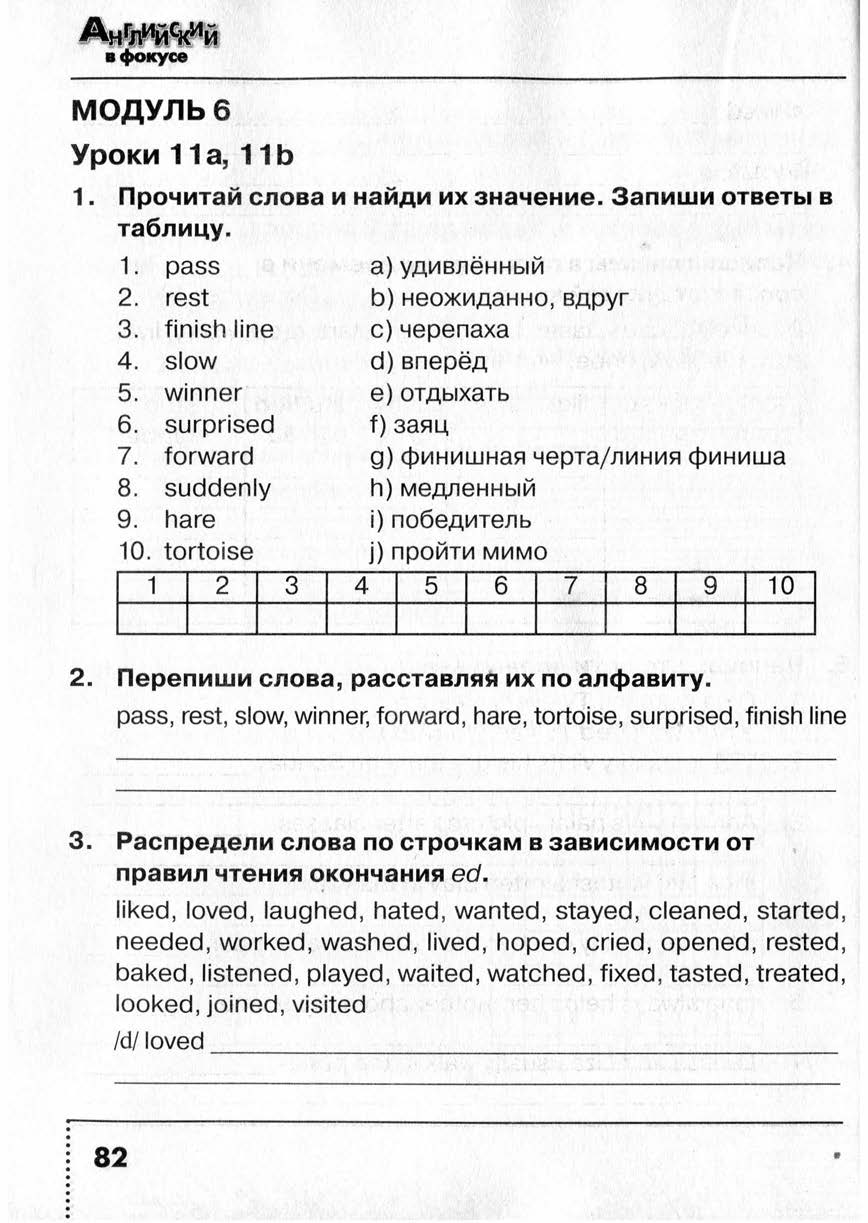 Английский
в фокусе
МОДУЛЬ 6
Уроки 11a, 11b
1. Прочитай слова и найди их значение. Запиши ответы в
таблицу.
1. pass a) удивлённый
2. rest b) неожиданно, вдруг
3. finish line c) черепаха
4. slow d) вперёд
5. winner e) отдыхать
6. surprised f) заяц
7. forward g) финишная черта/линия финиша
8. suddenly h) медленный
9. hare i) победитель
10. tortoise j) пройти мимо
1 2 3 4 5 6 7 8 9 10
2. Перепиши слова, расставляя их по алфавиту.
pass, rest, slow, winner, forward, hare, tortoise, surprised, finish line
3. Распредели слова по строчкам в зависимости от
правил чтения окончания ed.
liked, loved, laughed, hated, wanted, stayed, cleaned, started,
needed, worked, washed, lived, hoped, cried, opened, rested,
baked, listened, played, waited, watched, fixed, tasted, treated,
looked, joined, visited
/d/ loved
82